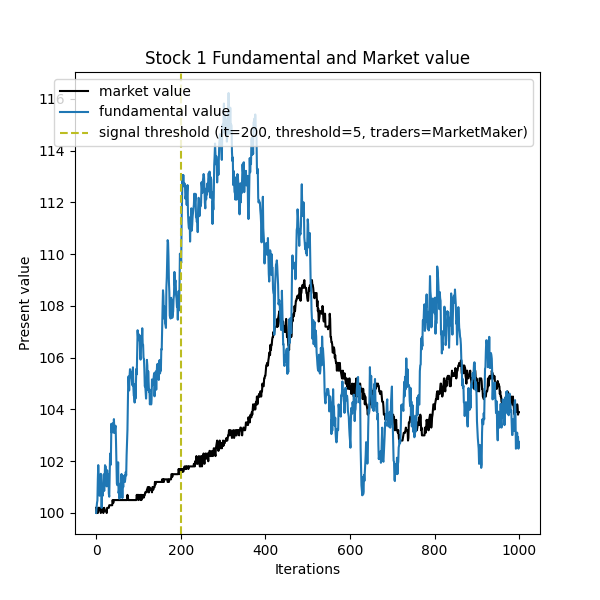 Stock 1 Fundamental and Market value
market value
fundamental value
signal threshold (it=200, threshold=5, traders=MarketMaker)
116
114
112
110
108
106
104
102
100
Present value
0 200 400 600 800 1000
Iterations